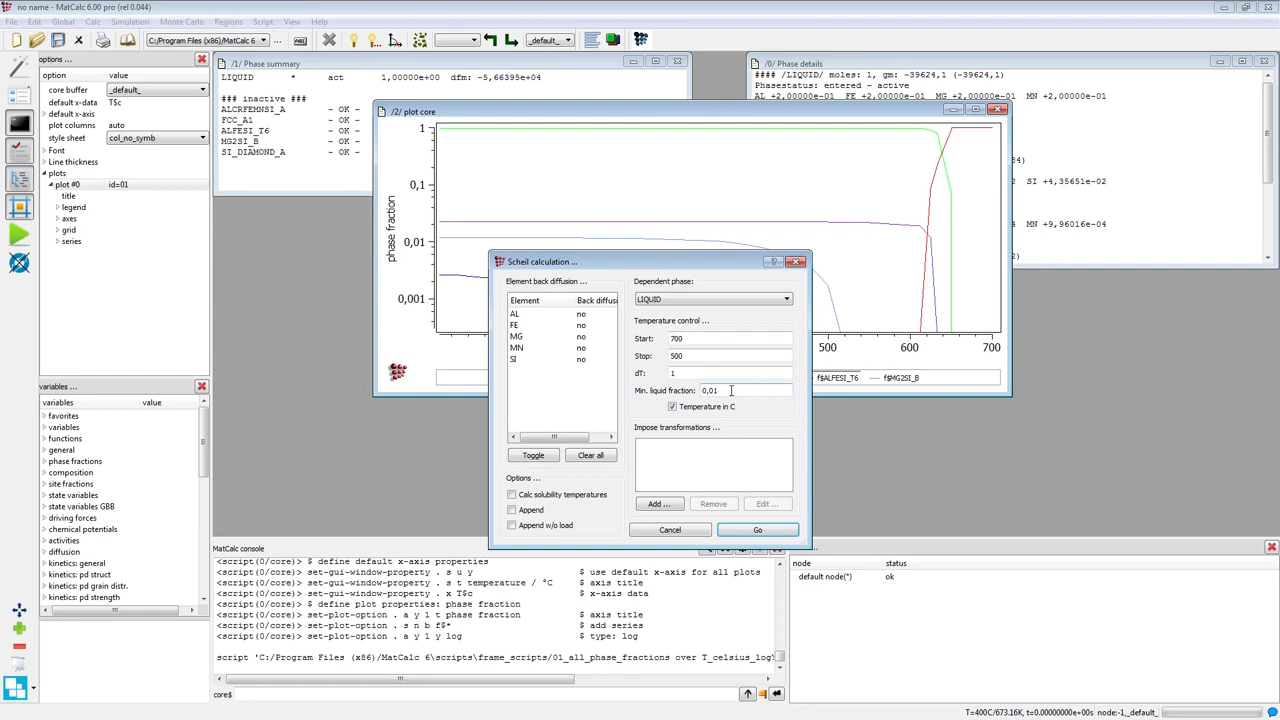 no name - MatCalc 6.00 pro (rel 0.044)
File Edit Global Calc Simulation Monte Carlo Regions Script View Help
C:/Program Files (x86)/MatCalc 6
_default_
options ...
option value
core buffer _default_
default x-data T$c
default x-axis
plot columns auto
style sheet col_no_symb
Font
Line thickness
plots
plot #0 id=01
title
legend
axes
grid
series
variables ...
variables value
favorites
variables
functions
general
phase fractions
composition
site fractions
state variables
state variables GBB
driving forces
chemical potentials
activities
diffusion
kinetics: general
kinetics: pd struct
kinetics: grain distr.
kinetics: pd strength
/1/ Phase summary
LIQUID * act 1,00000e+00 dfm: -5,66395e+04
### inactive ###
ALCRFEMNSI_A - OK -
FCC_A1 - OK -
ALFESI_T6 - OK -
MG2SI_B - OK -
SI_DIAMOND_A - OK -
/0/ Phase details
#### /LIQUID/ moles: 1, gm: -39624,1 (-39624,1)
Phasestatus: entered - active
AL +2,00000e-01 FE +2,00000e-01 MG +2,00000e-01 MN +2,00000e-01
SI +4,35651e-02
MN +9,96016e-04
/2/ plot core
phase fraction
1
0,1
0,01
0,001
500 600 700
f$ALFESI_T6 f$MG2SI_B
Scheil calculation ...
Element back diffusion ...
Element Back diffusi
AL no
FE no
MG no
MN no
SI no
Toggle Clear all
Options ...
Calc solubility temperatures
Append
Append w/o load
Dependent phase:
LIQUID
Temperature control ...
Start: 700
Stop: 500
dT: 1
Min. liquid fraction: 0,01
Temperature in C
Impose transformations ...
Add ... Remove Edit ...
Cancel Go
MatCalc console
<script(0/core)> $ define default x-axis properties
<script(0/core)> set-gui-window-property . s u y $ use default x-axis for all plots
<script(0/core)> set-gui-window-property . s t temperature / °C $ axis title
<script(0/core)> set-gui-window-property . x T$c $ x-axis data
<script(0/core)> $ define plot properties: phase fraction
<script(0/core)> set-plot-option . a y 1 t phase fraction $ axis title
<script(0/core)> set-plot-option . s n b f$* $ add series
<script(0/core)> set-plot-option . a y 1 y log $ type: log
script 'C:/Program Files (x86)/MatCalc 6\scripts\frame_scripts/01_all_phase_fractions over T_celsius_log\
core$
node status
default node(*) ok
T=400C/673.16K, t=0.00000000e+00s node:-1,_default_